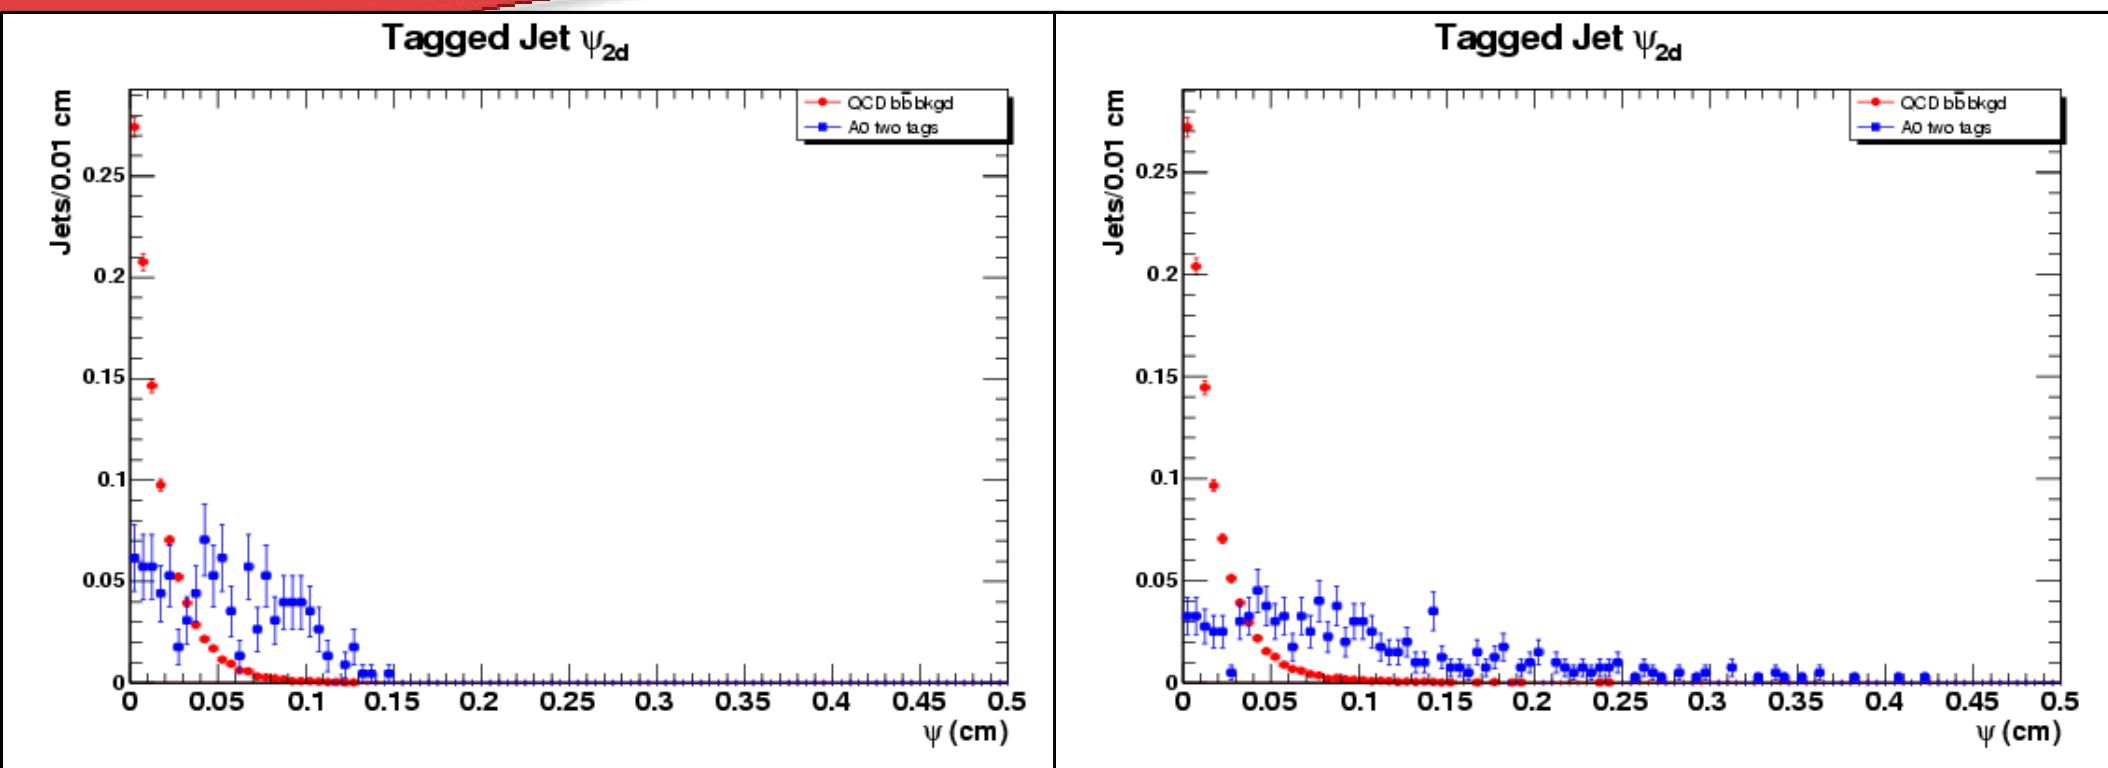 Tagged Jet ψ2d
Jets/0.01 cm
QCD bb̄ bkgd
A0 two tags
0.25
0.2
0.15
0.1
0.05
0
0 0.05 0.1 0.15 0.2 0.25 0.3 0.35 0.4 0.45 0.5
ψ (cm)
Tagged Jet ψ2d
Jets/0.01 cm
QCD bb̄ bkgd
A0 two tags
0.25
0.2
0.15
0.1
0.05
0
0 0.05 0.1 0.15 0.2 0.25 0.3 0.35 0.4 0.45 0.5
ψ (cm)